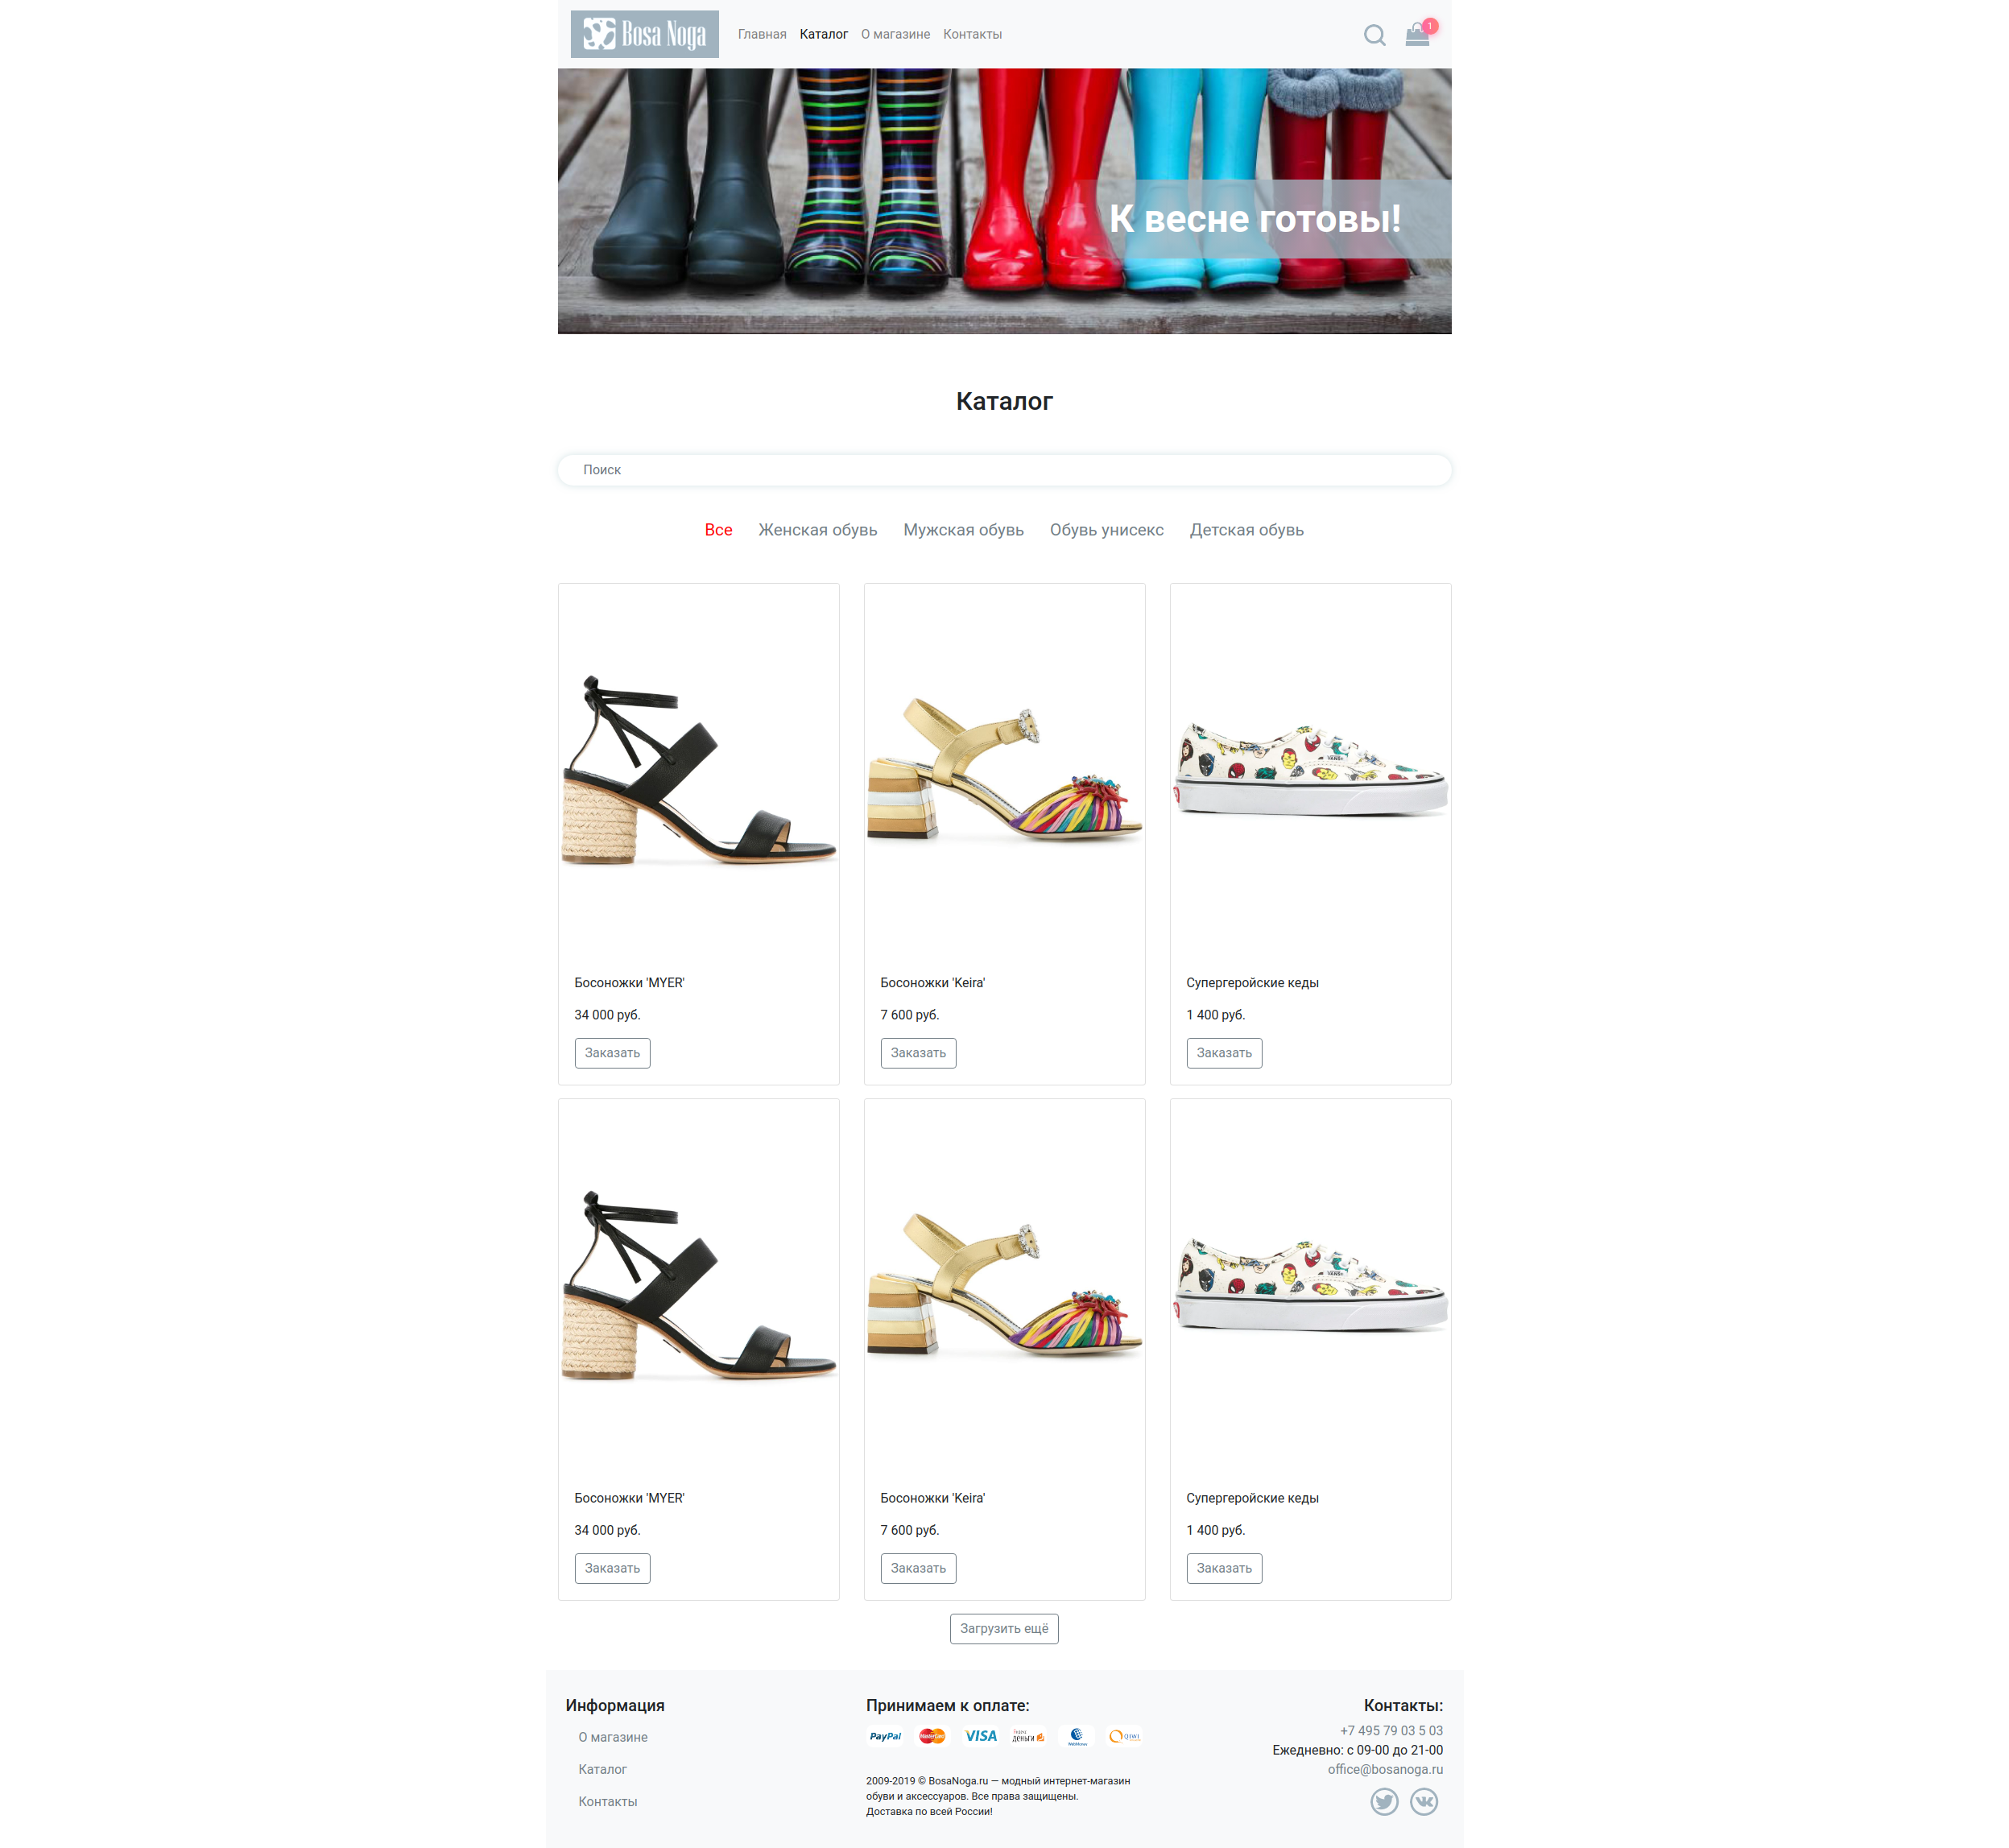 Bosa Noga
Главная Каталог О магазине Контакты
1
К весне готовы!
Каталог
Поиск
Все Женская обувь Мужская обувь Обувь унисекс Детская обувь
Босоножки 'MYER'
34 000 руб.
Заказать
Босоножки 'Keira'
7 600 руб.
Заказать
Супергеройские кеды
1 400 руб.
Заказать
Босоножки 'MYER'
34 000 руб.
Заказать
Босоножки 'Keira'
7 600 руб.
Заказать
Супергеройские кеды
1 400 руб.
Заказать
Загрузить ещё
Информация
О магазине
Каталог
Контакты
Принимаем к оплате:
PayPal MasterCard VISA Яндекс деньги WebMoney QIWI
2009-2019 © BosaNoga.ru — модный интернет-магазин
обуви и аксессуаров. Все права защищены.
Доставка по всей России!
Контакты:
+7 495 79 03 5 03
Ежедневно: с 09-00 до 21-00
office@bosanoga.ru